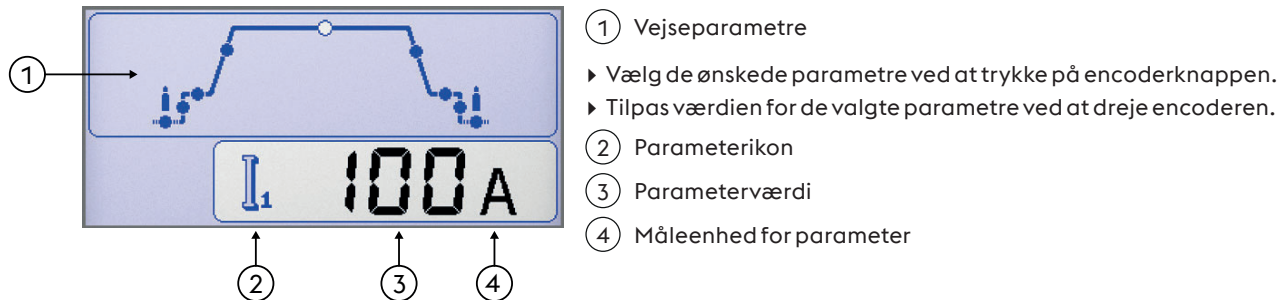 1
I1 100 A
2 3 4
1 Vejseparametre
▸ Vælg de ønskede parametre ved at trykke på encoderknappen.
▸ Tilpas værdien for de valgte parametre ved at dreje encoderen.
2 Parameterikon
3 Parameterværdi
4 Måleenhed for parameter